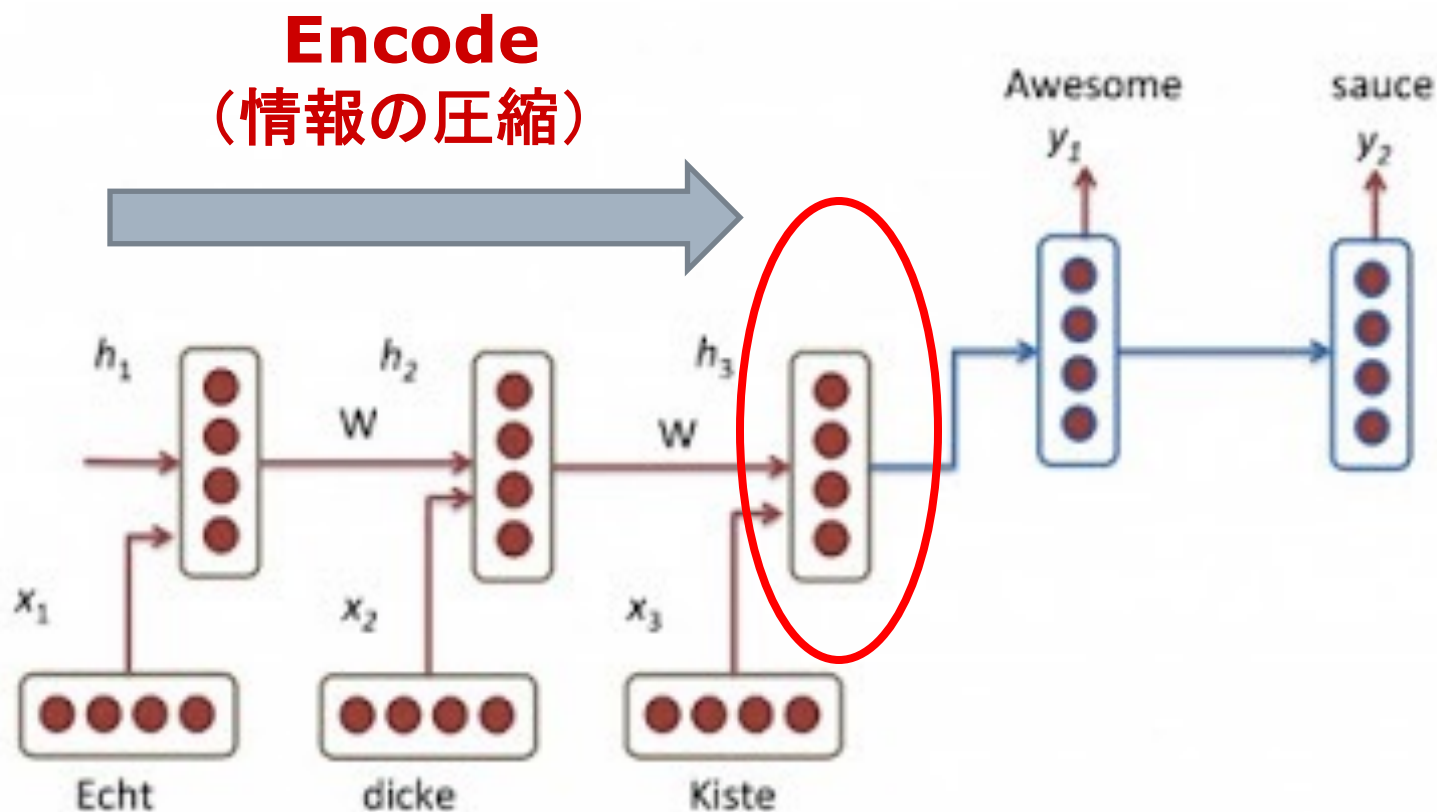 Encode
（情報の圧縮）
Awesome
sauce
y1
y2
h1
h2
h3
W
W
x1
x2
x3
Echt
dicke
Kiste